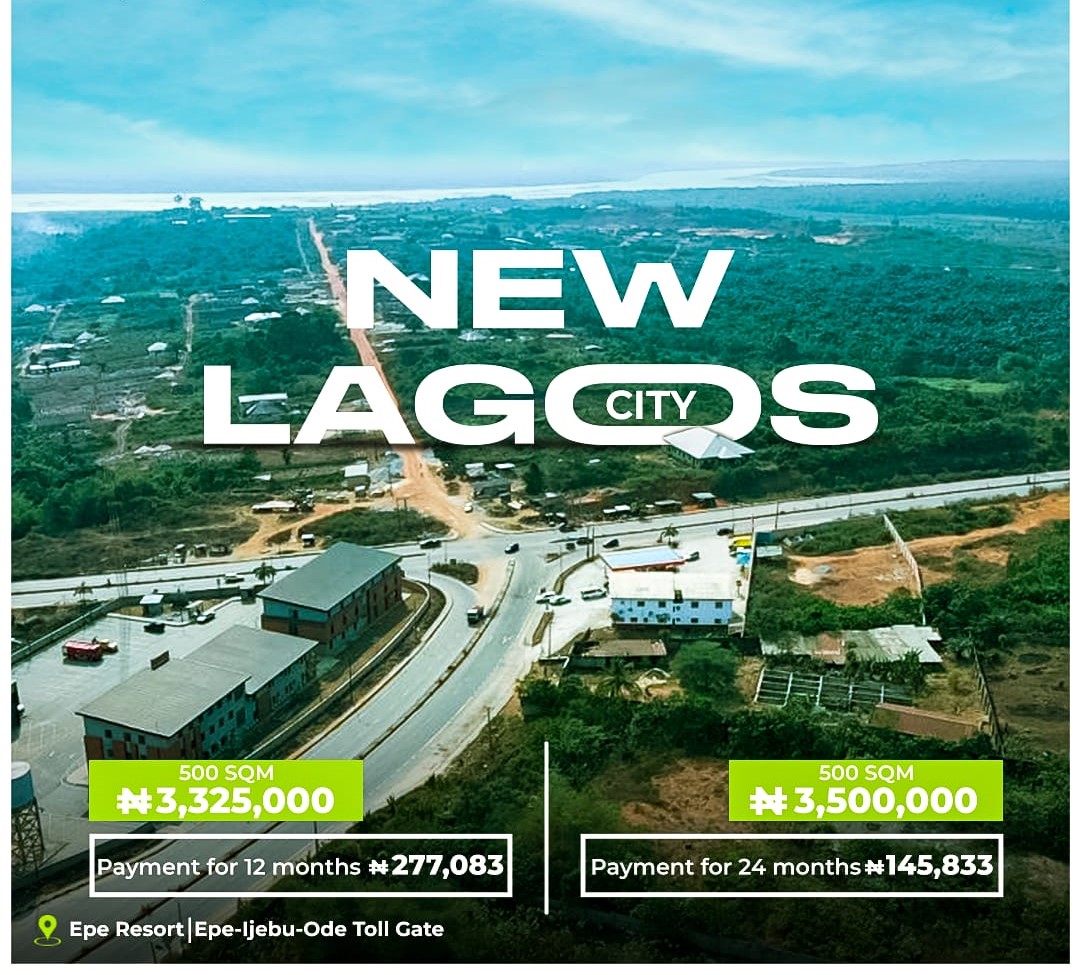 NEW
LAGOS
CITY
500 SQM
₦3,325,000
Payment for 12 months ₦277,083
500 SQM
₦3,500,000
Payment for 24 months ₦145,833
Epe Resort|Epe-Ijebu-Ode Toll Gate